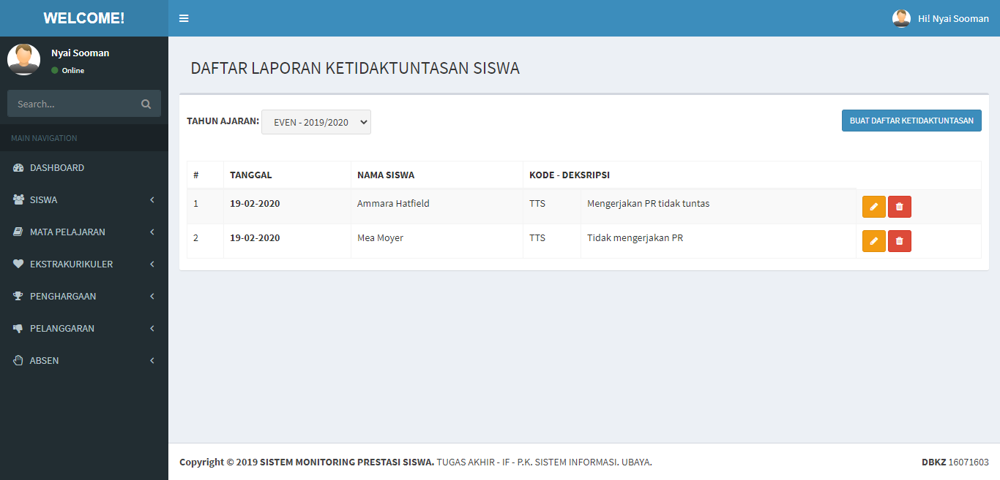 WELCOME!
Hi! Nyai Sooman
Nyai Sooman
Online
Search...
MAIN NAVIGATION
DASHBOARD
SISWA
MATA PELAJARAN
EKSTRAKURIKULER
PENGHARGAAN
PELANGGARAN
ABSEN
DAFTAR LAPORAN KETIDAKTUNTASAN SISWA
TAHUN AJARAN: EVEN - 2019/2020
BUAT DAFTAR KETIDAKTUNTASAN
# TANGGAL NAMA SISWA KODE - DEKSRIPSI
1 19-02-2020 Ammara Hatfield TTS Mengerjakan PR tidak tuntas
2 19-02-2020 Mea Moyer TTS Tidak mengerjakan PR
Copyright © 2019 SISTEM MONITORING PRESTASI SISWA. TUGAS AKHIR - IF - P.K. SISTEM INFORMASI. UBAYA.
DBKZ 16071603